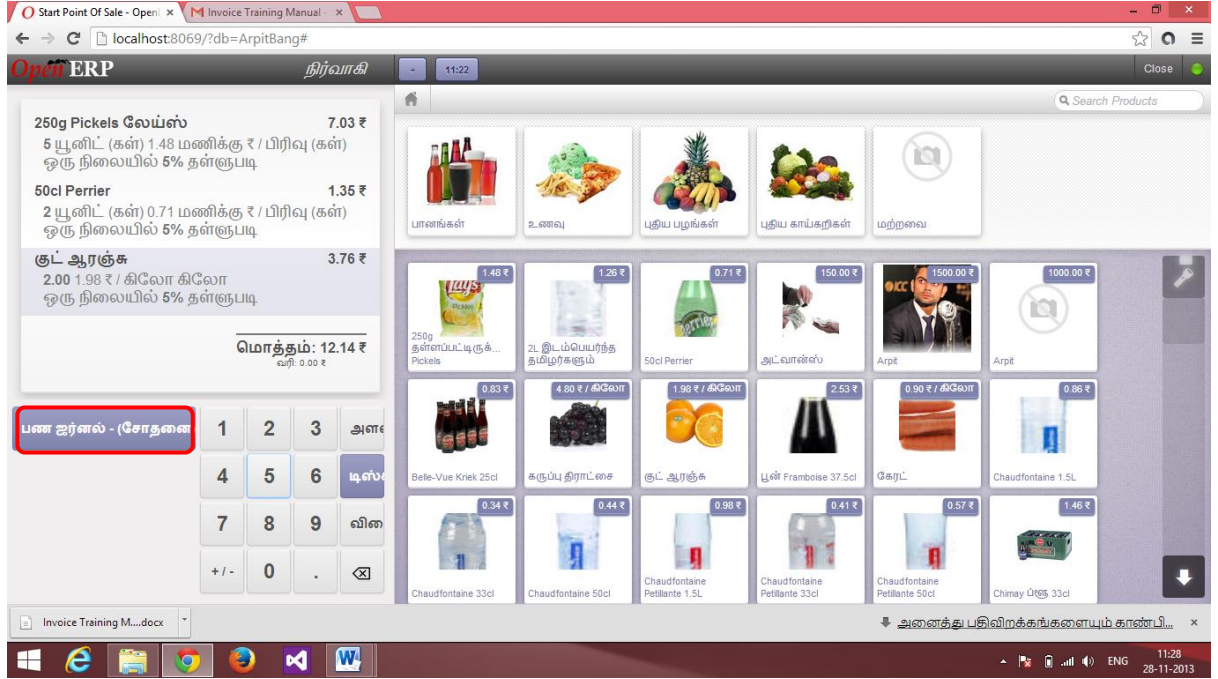 Start Point Of Sale - Open
Invoice Training Manual -
localhost:8069/?db=ArpitBang#
Open ERP
நிர்வாகி
-
11:22
Close
Search Products
250g Pickels லேய்ஸ் 7.03 ₹
5 யூனிட் (கள்) 1.48 மணிக்கு ₹ / பிரிவு (கள்)
ஒரு நிலையில் 5% தள்ளுபடி
50cl Perrier 1.35 ₹
2 யூனிட் (கள்) 0.71 மணிக்கு ₹ / பிரிவு (கள்)
ஒரு நிலையில் 5% தள்ளுபடி
குட் ஆரஞ்சு 3.76 ₹
2.00 1.98 ₹ / கிலோ கிலோ
ஒரு நிலையில் 5% தள்ளுபடி
மொத்தம்: 12.14 ₹
வரி: 0.00 ₹
பண ஜர்னல் - (சோதனை
1 2 3 அள
4 5 6 டிஸ்
7 8 9 வி
+/- 0 .
பானங்கள்
உணவு
புதிய பழங்கள்
புதிய காய்கறிகள்
மற்றவை
1.48 ₹
250g
தள்ளப்பட்டிருக்...
Pickels
1.26 ₹
2L இடம்பெயர்ந்த
தமிழர்களும்
0.71 ₹
50cl Perrier
150.00 ₹
அட்வான்ஸ்
1500.00 ₹
Arpit
1000.00 ₹
Arpit
0.83 ₹
Belle-Vue Kriek 25cl
4.80 ₹ / கிலோ
கருப்பு திராட்சை
1.98 ₹ / கிலோ
குட் ஆரஞ்சு
2.53 ₹
பூன் Framboise 37.5cl
0.90 ₹ / கிலோ
கேரட்
0.86 ₹
Chaudfontaine 1.5L
0.34 ₹
Chaudfontaine 33cl
0.44 ₹
Chaudfontaine 50cl
0.98 ₹
Chaudfontaine
Petillante 1.5L
0.41 ₹
Chaudfontaine
Petillante 33cl
0.57 ₹
Chaudfontaine
Petillante 50cl
1.46 ₹
Chimay ப்ளூ 33cl
Invoice Training M....docx
அனைத்து பதிவிறக்கங்களையும் காண்பி...
ENG
11:28
28-11-2013